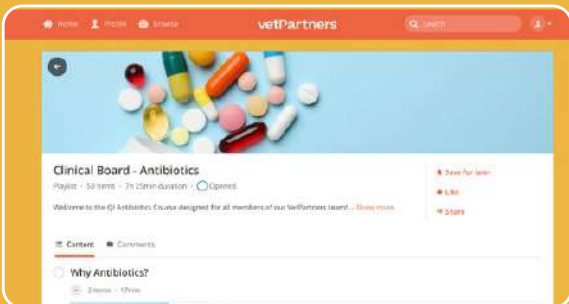 Home Profile Browse vetPartners Search
Clinical Board - Antibiotics
Playlist · 53 items · 7h 25min duration · Opened
Welcome to the QI Antibiotics Course designed for all members of our VetPartners team! ... Show more
Save for later
Like
Share
Content Comments
Why Antibiotics?
17min